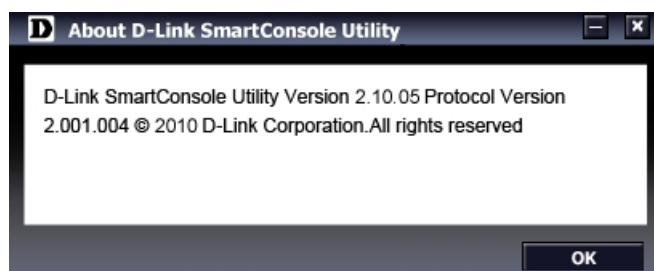 D About D-Link SmartConsole Utility
D-Link SmartConsole Utility Version 2.10.05 Protocol Version
2.001.004 © 2010 D-Link Corporation.All rights reserved
OK